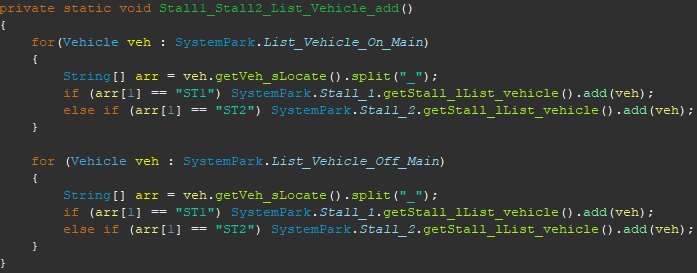 private static void Stall1_Stall2_List_Vehicle_add()
{
for(Vehicle veh : SystemPark.List_Vehicle_On_Main)
{
String[] arr = veh.getVeh_sLocate().split("_");
if (arr[1] == "ST1") SystemPark.Stall_1.getStall_lList_vehicle().add(veh);
else if (arr[1] == "ST2") SystemPark.Stall_2.getStall_lList_vehicle().add(veh);
}
for (Vehicle veh : SystemPark.List_Vehicle_Off_Main)
{
String[] arr = veh.getVeh_sLocate().split("_");
if (arr[1] == "ST1") SystemPark.Stall_1.getStall_lList_vehicle().add(veh);
else if (arr[1] == "ST2") SystemPark.Stall_2.getStall_lList_vehicle().add(veh);
}
}